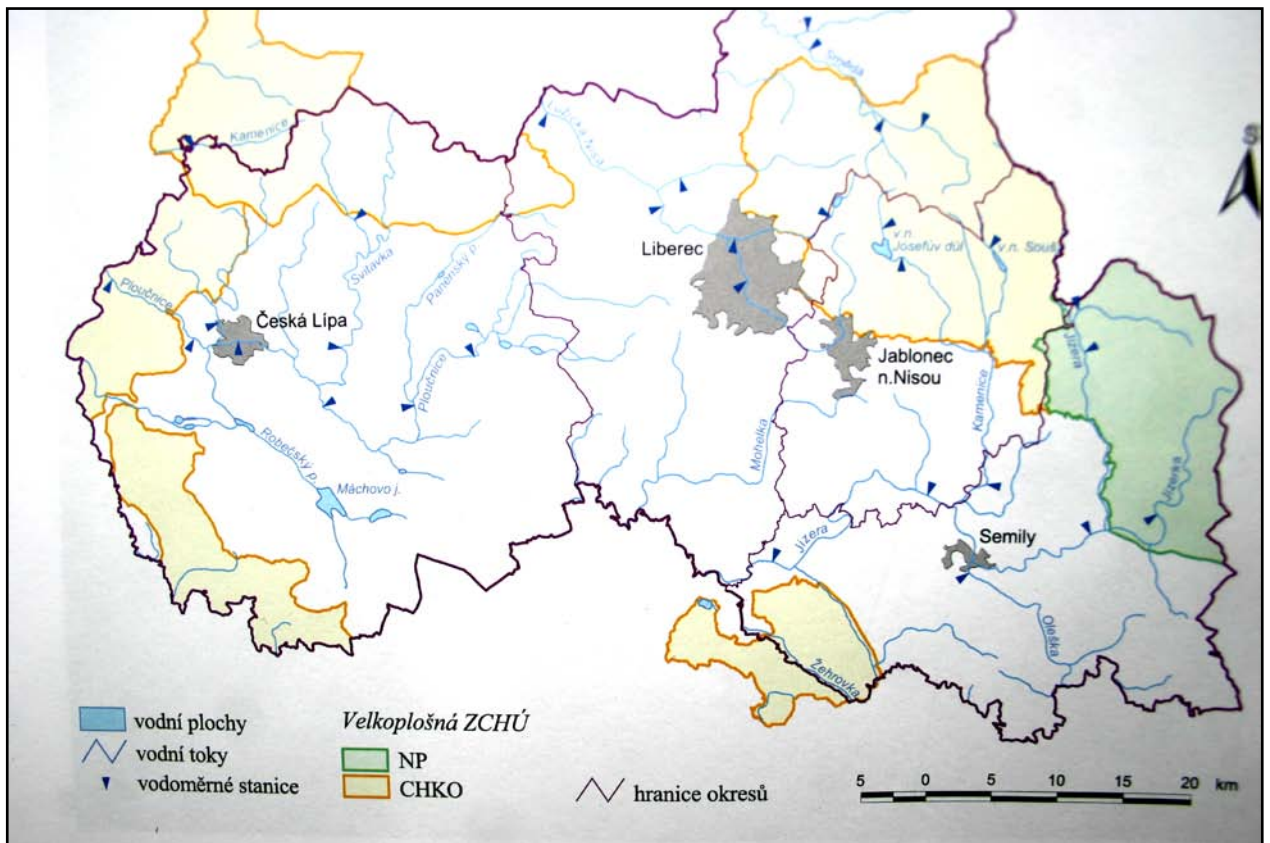 Smědá
S
Kamenice
Lužická Nisa
Liberec
v.n.
Josefův důl
v.n. Souš
Ploučnice
Česká Lípa
Svitavka
Panenský p.
Ploučnice
Jablonec
n.Nisou
Jizera
Kamenice
Robečský p.
Máchovo j.
Mohelka
Jizerka
Semily
Jizera
Oleška
Žehrovka
vodní plochy
vodní toky
vodoměrné stanice
Velkoplošná ZCHÚ
NP
CHKO
hranice okresů
5 0 5 10 15 20 km